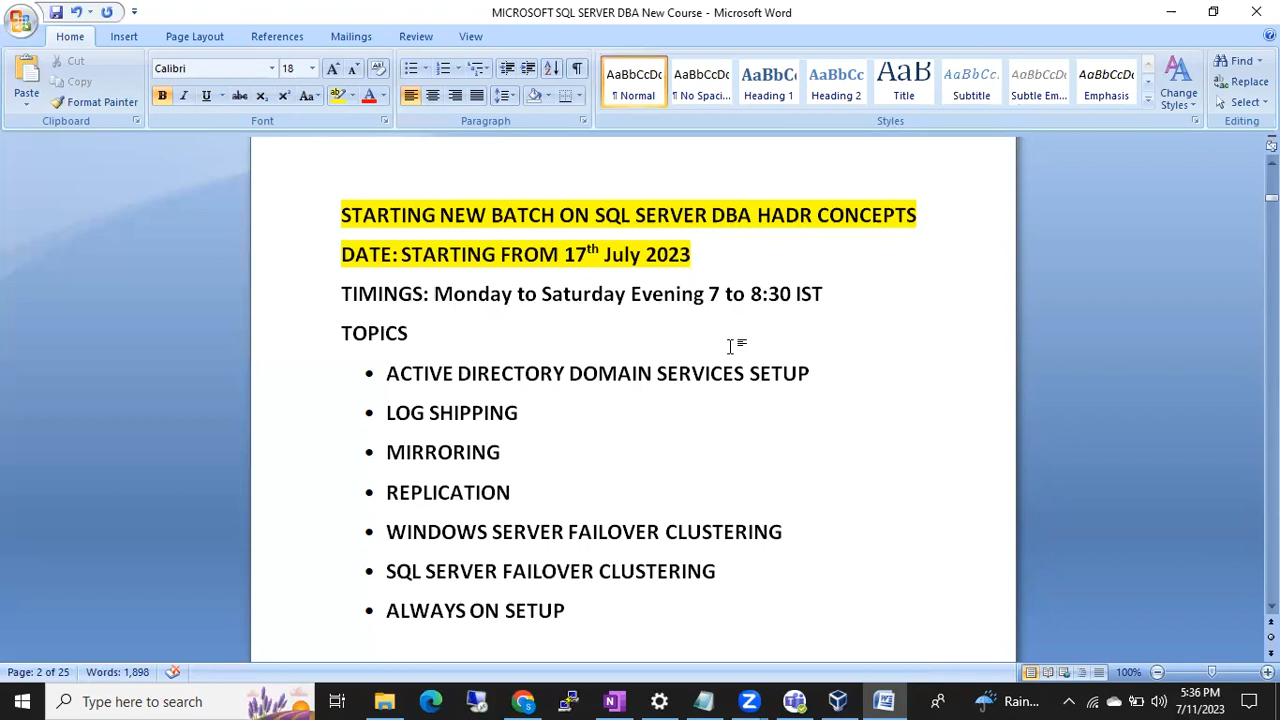 MICROSOFT SQL SERVER DBA New Course - Microsoft Word
Home Insert Page Layout References Mailings Review View
Paste
Cut
Copy
Format Painter
Clipboard
Calibri 18
Font
Paragraph
AaBbCcDc AaBbCcDc AaBbCc AaBbCc AaB AaBbCc. AaBbCcDc AaBbCcDc
¶ Normal ¶ No Spaci... Heading 1 Heading 2 Title Subtitle Subtle Em... Emphasis
Change Styles
Styles
Find
Replace
Select
Editing
STARTING NEW BATCH ON SQL SERVER DBA HADR CONCEPTS
DATE: STARTING FROM 17th July 2023
TIMINGS: Monday to Saturday Evening 7 to 8:30 IST
TOPICS
• ACTIVE DIRECTORY DOMAIN SERVICES SETUP
• LOG SHIPPING
• MIRRORING
• REPLICATION
• WINDOWS SERVER FAILOVER CLUSTERING
• SQL SERVER FAILOVER CLUSTERING
• ALWAYS ON SETUP
Page: 2 of 25 Words: 1,898 100%
Type here to search
Rain...
5:36 PM
7/11/2023